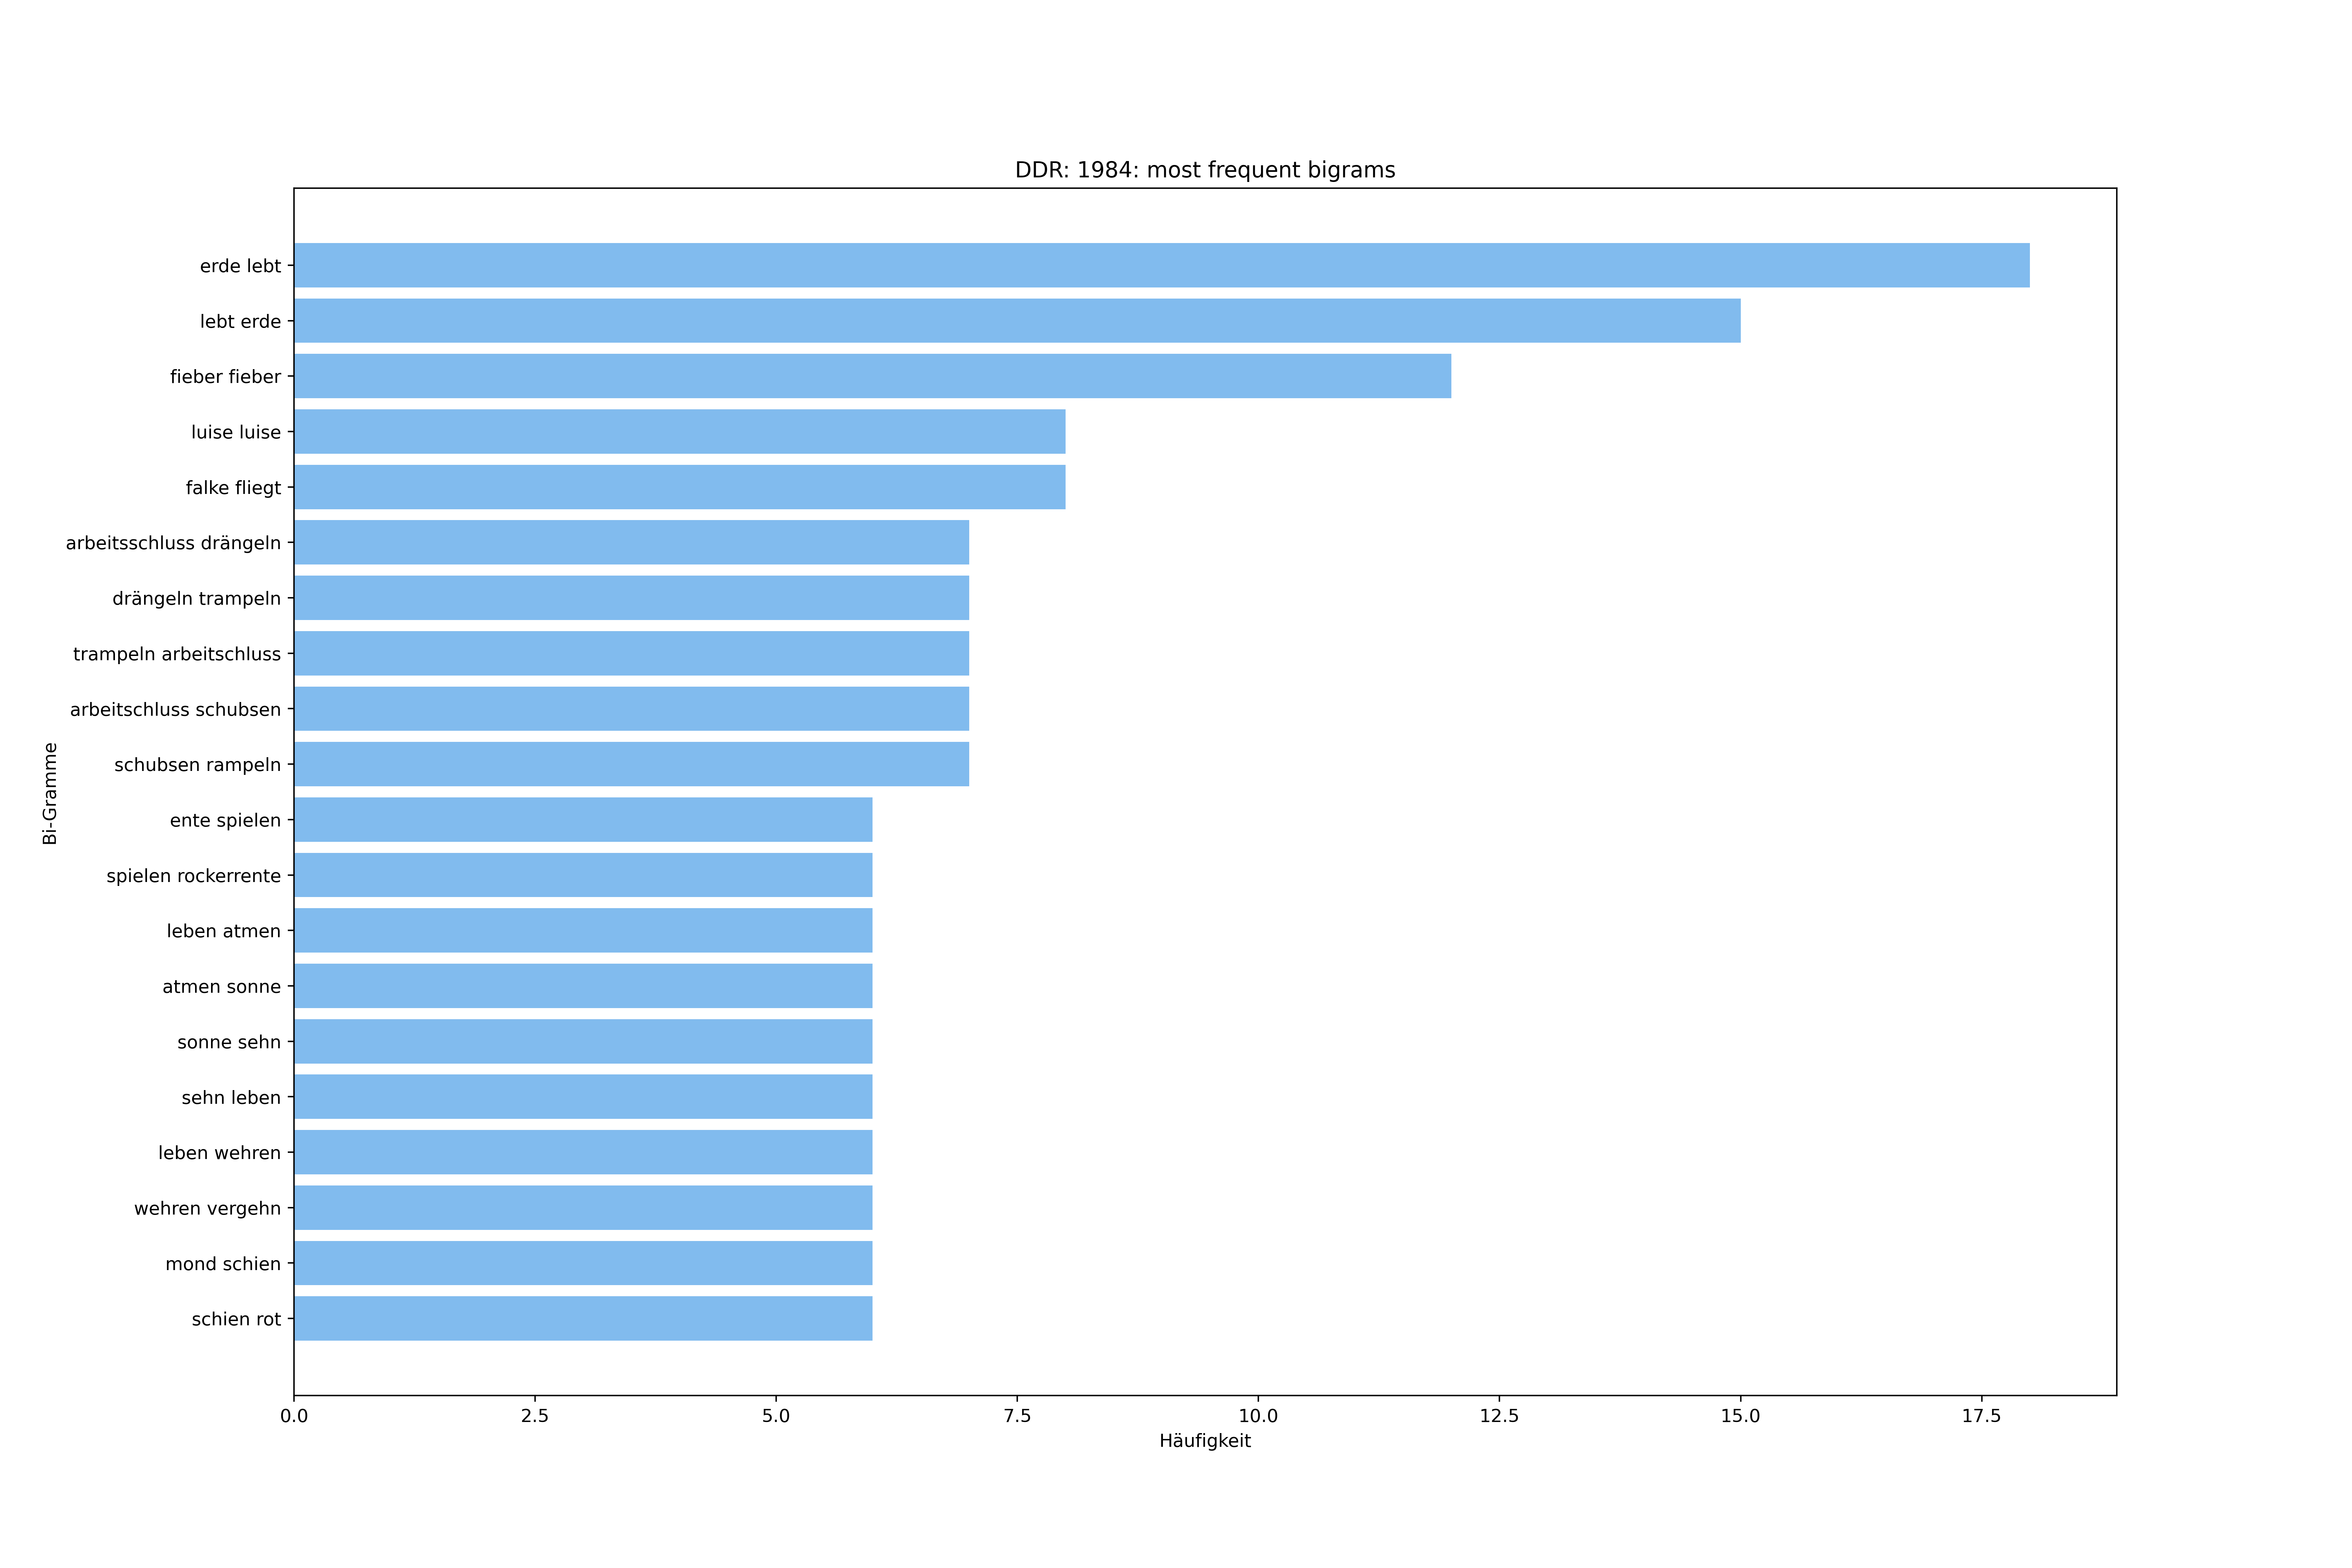 DDR: 1984: most frequent bigrams
erde lebt
lebt erde
fieber fieber
luise luise
falke fliegt
arbeitsschluss drängeln
drängeln trampeln
trampeln arbeitschluss
arbeitschluss schubsen
schubsen rampeln
ente spielen
spielen rockerrente
leben atmen
atmen sonne
sonne sehn
sehn leben
leben wehren
wehren vergehn
mond schien
schien rot
Bi-Gramme
0.0 2.5 5.0 7.5 10.0 12.5 15.0 17.5
Häufigkeit